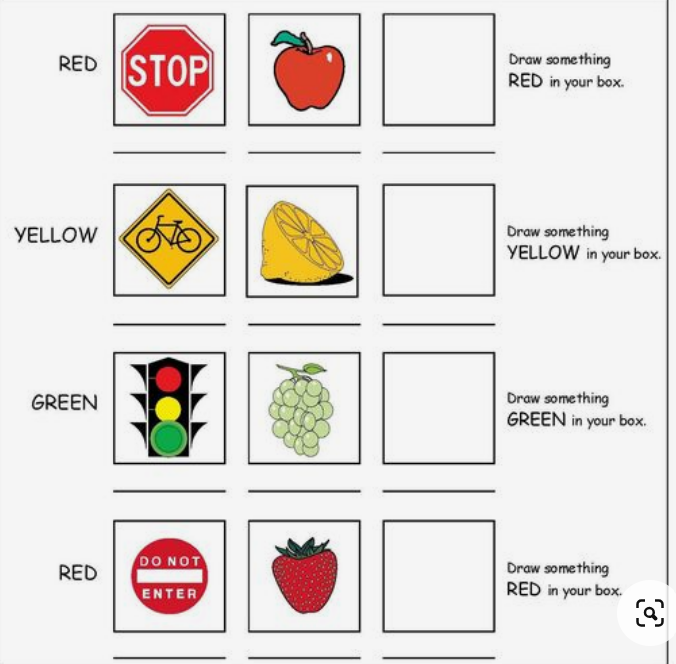 RED
STOP
Draw something
RED in your box.
YELLOW
Draw something
YELLOW in your box.
GREEN
Draw something
GREEN in your box.
RED
DO NOT
ENTER
Draw something
RED in your box.